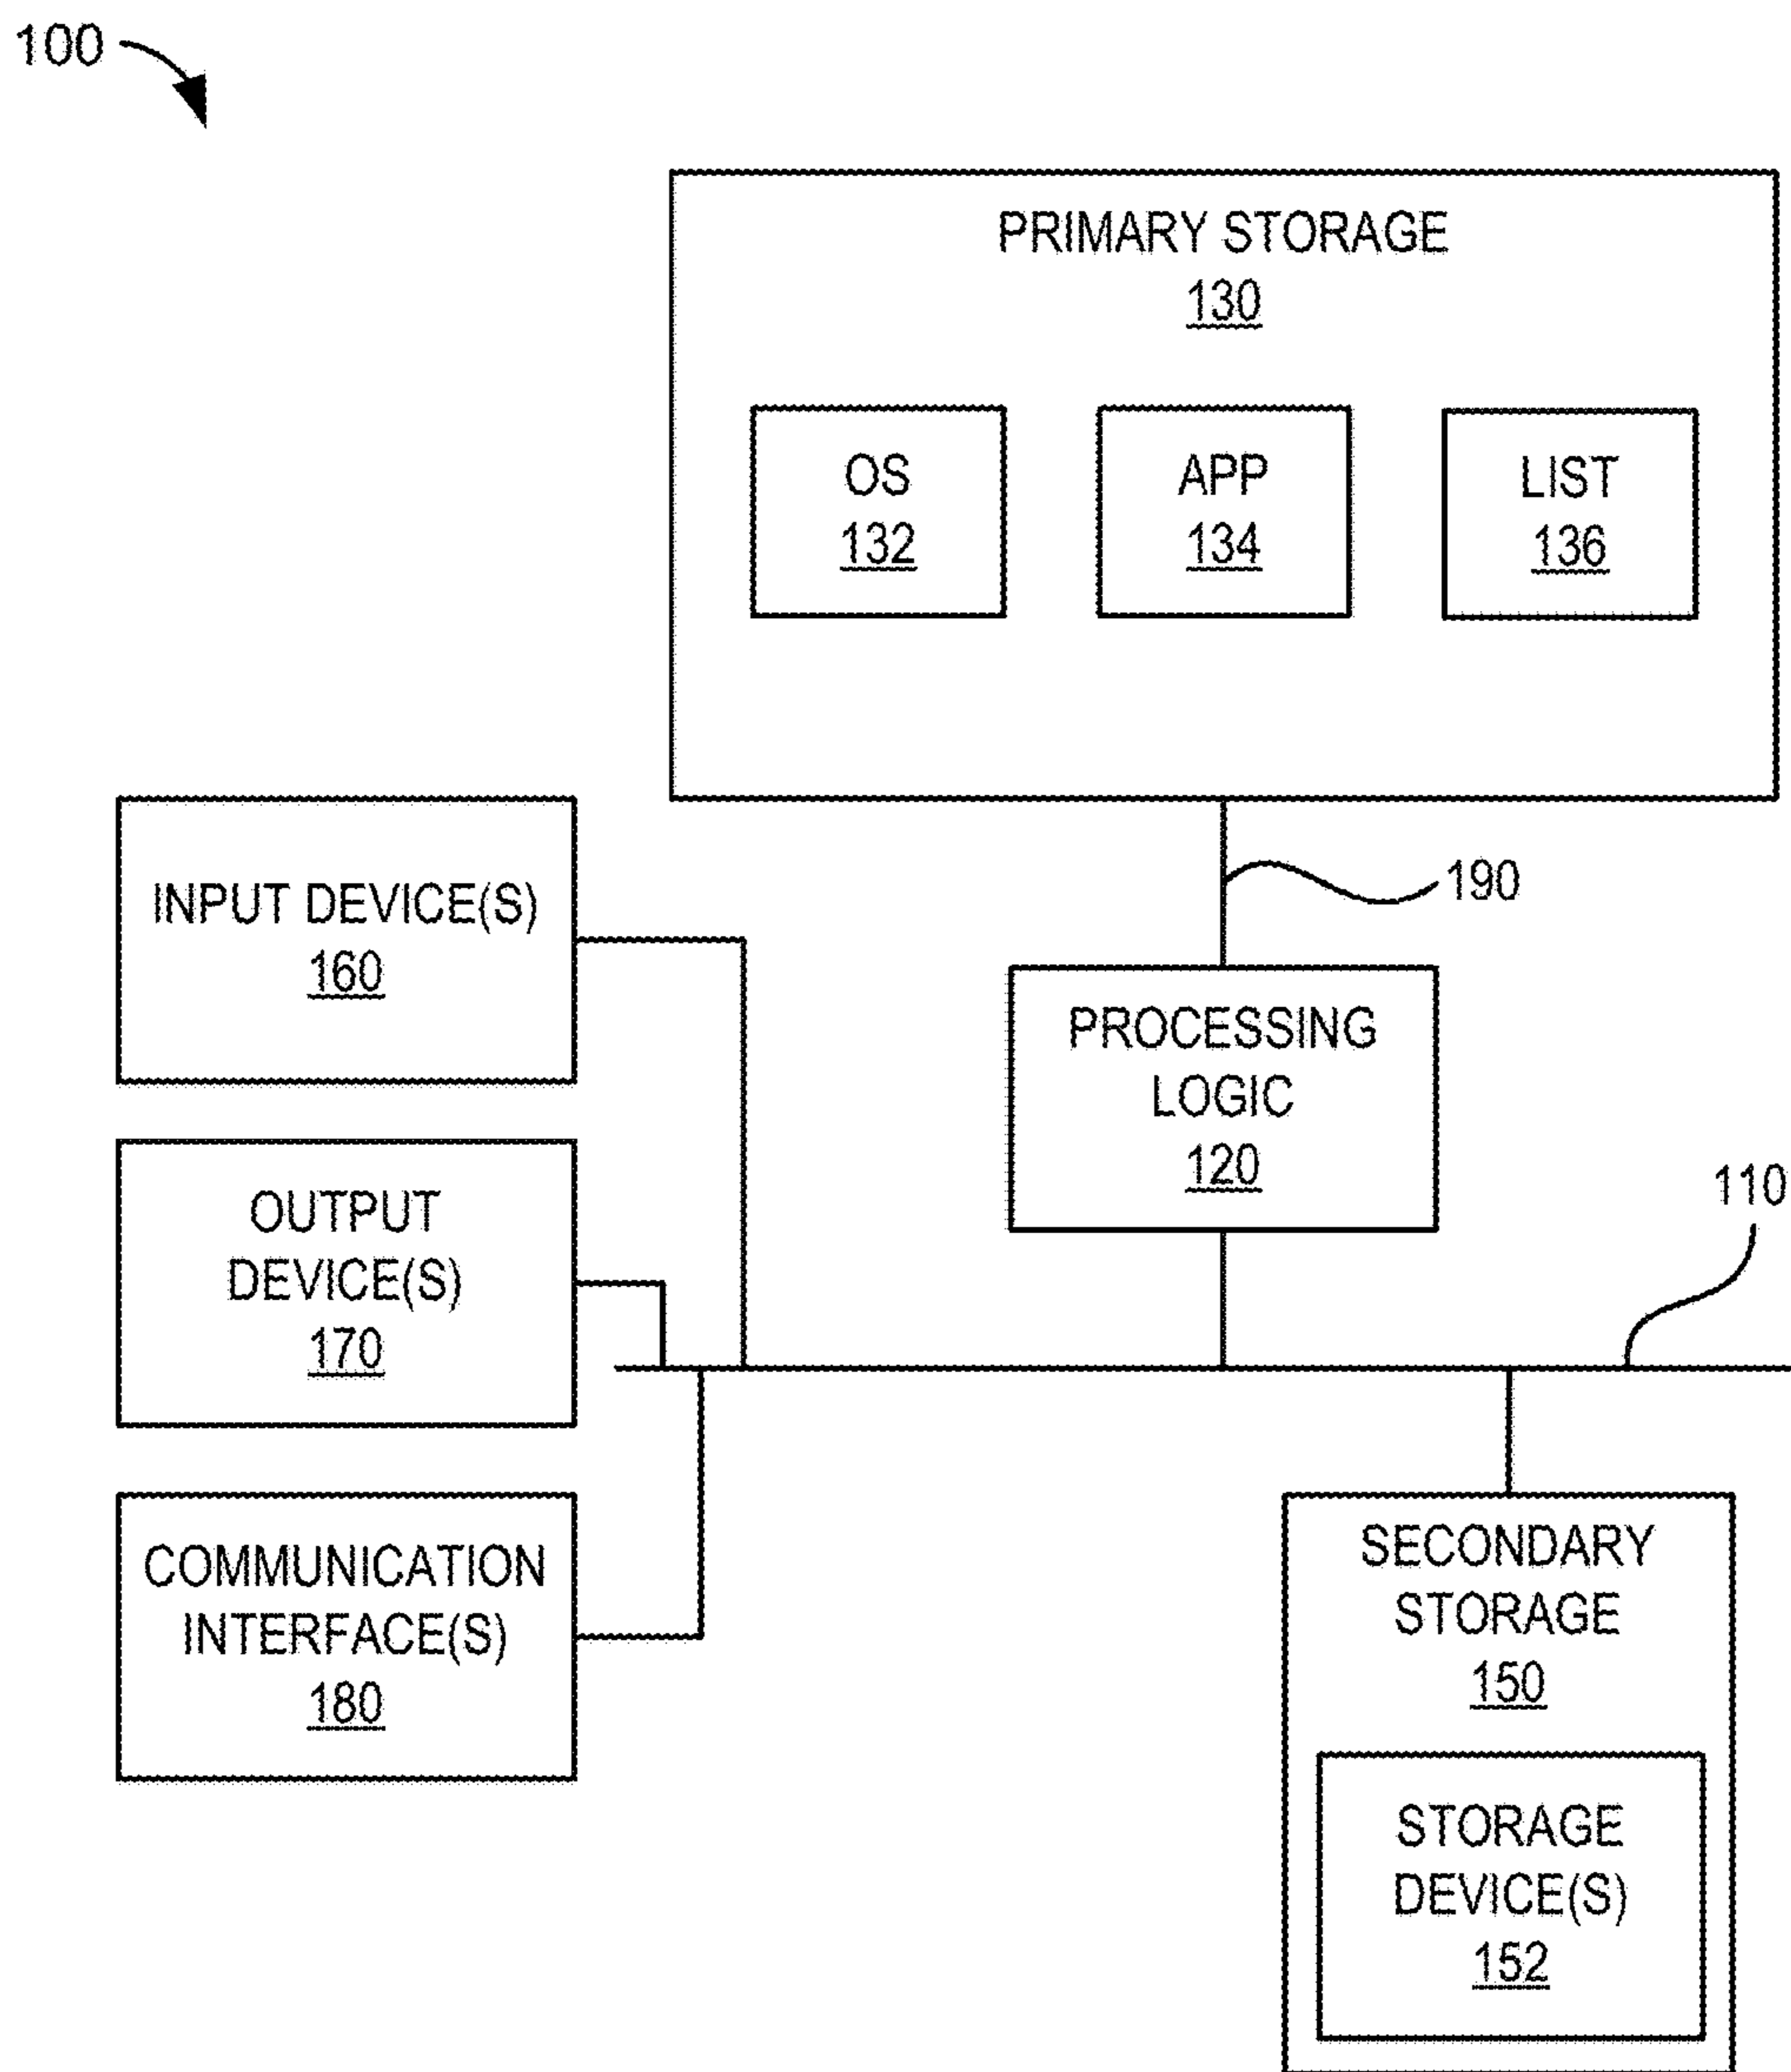 100
PRIMARY STORAGE
130
OS
132
APP
134
LIST
136
190
INPUT DEVICE(S)
160
PROCESSING
LOGIC
120
110
OUTPUT
DEVICE(S)
170
COMMUNICATION
INTERFACE(S)
180
SECONDARY
STORAGE
150
STORAGE
DEVICE(S)
152